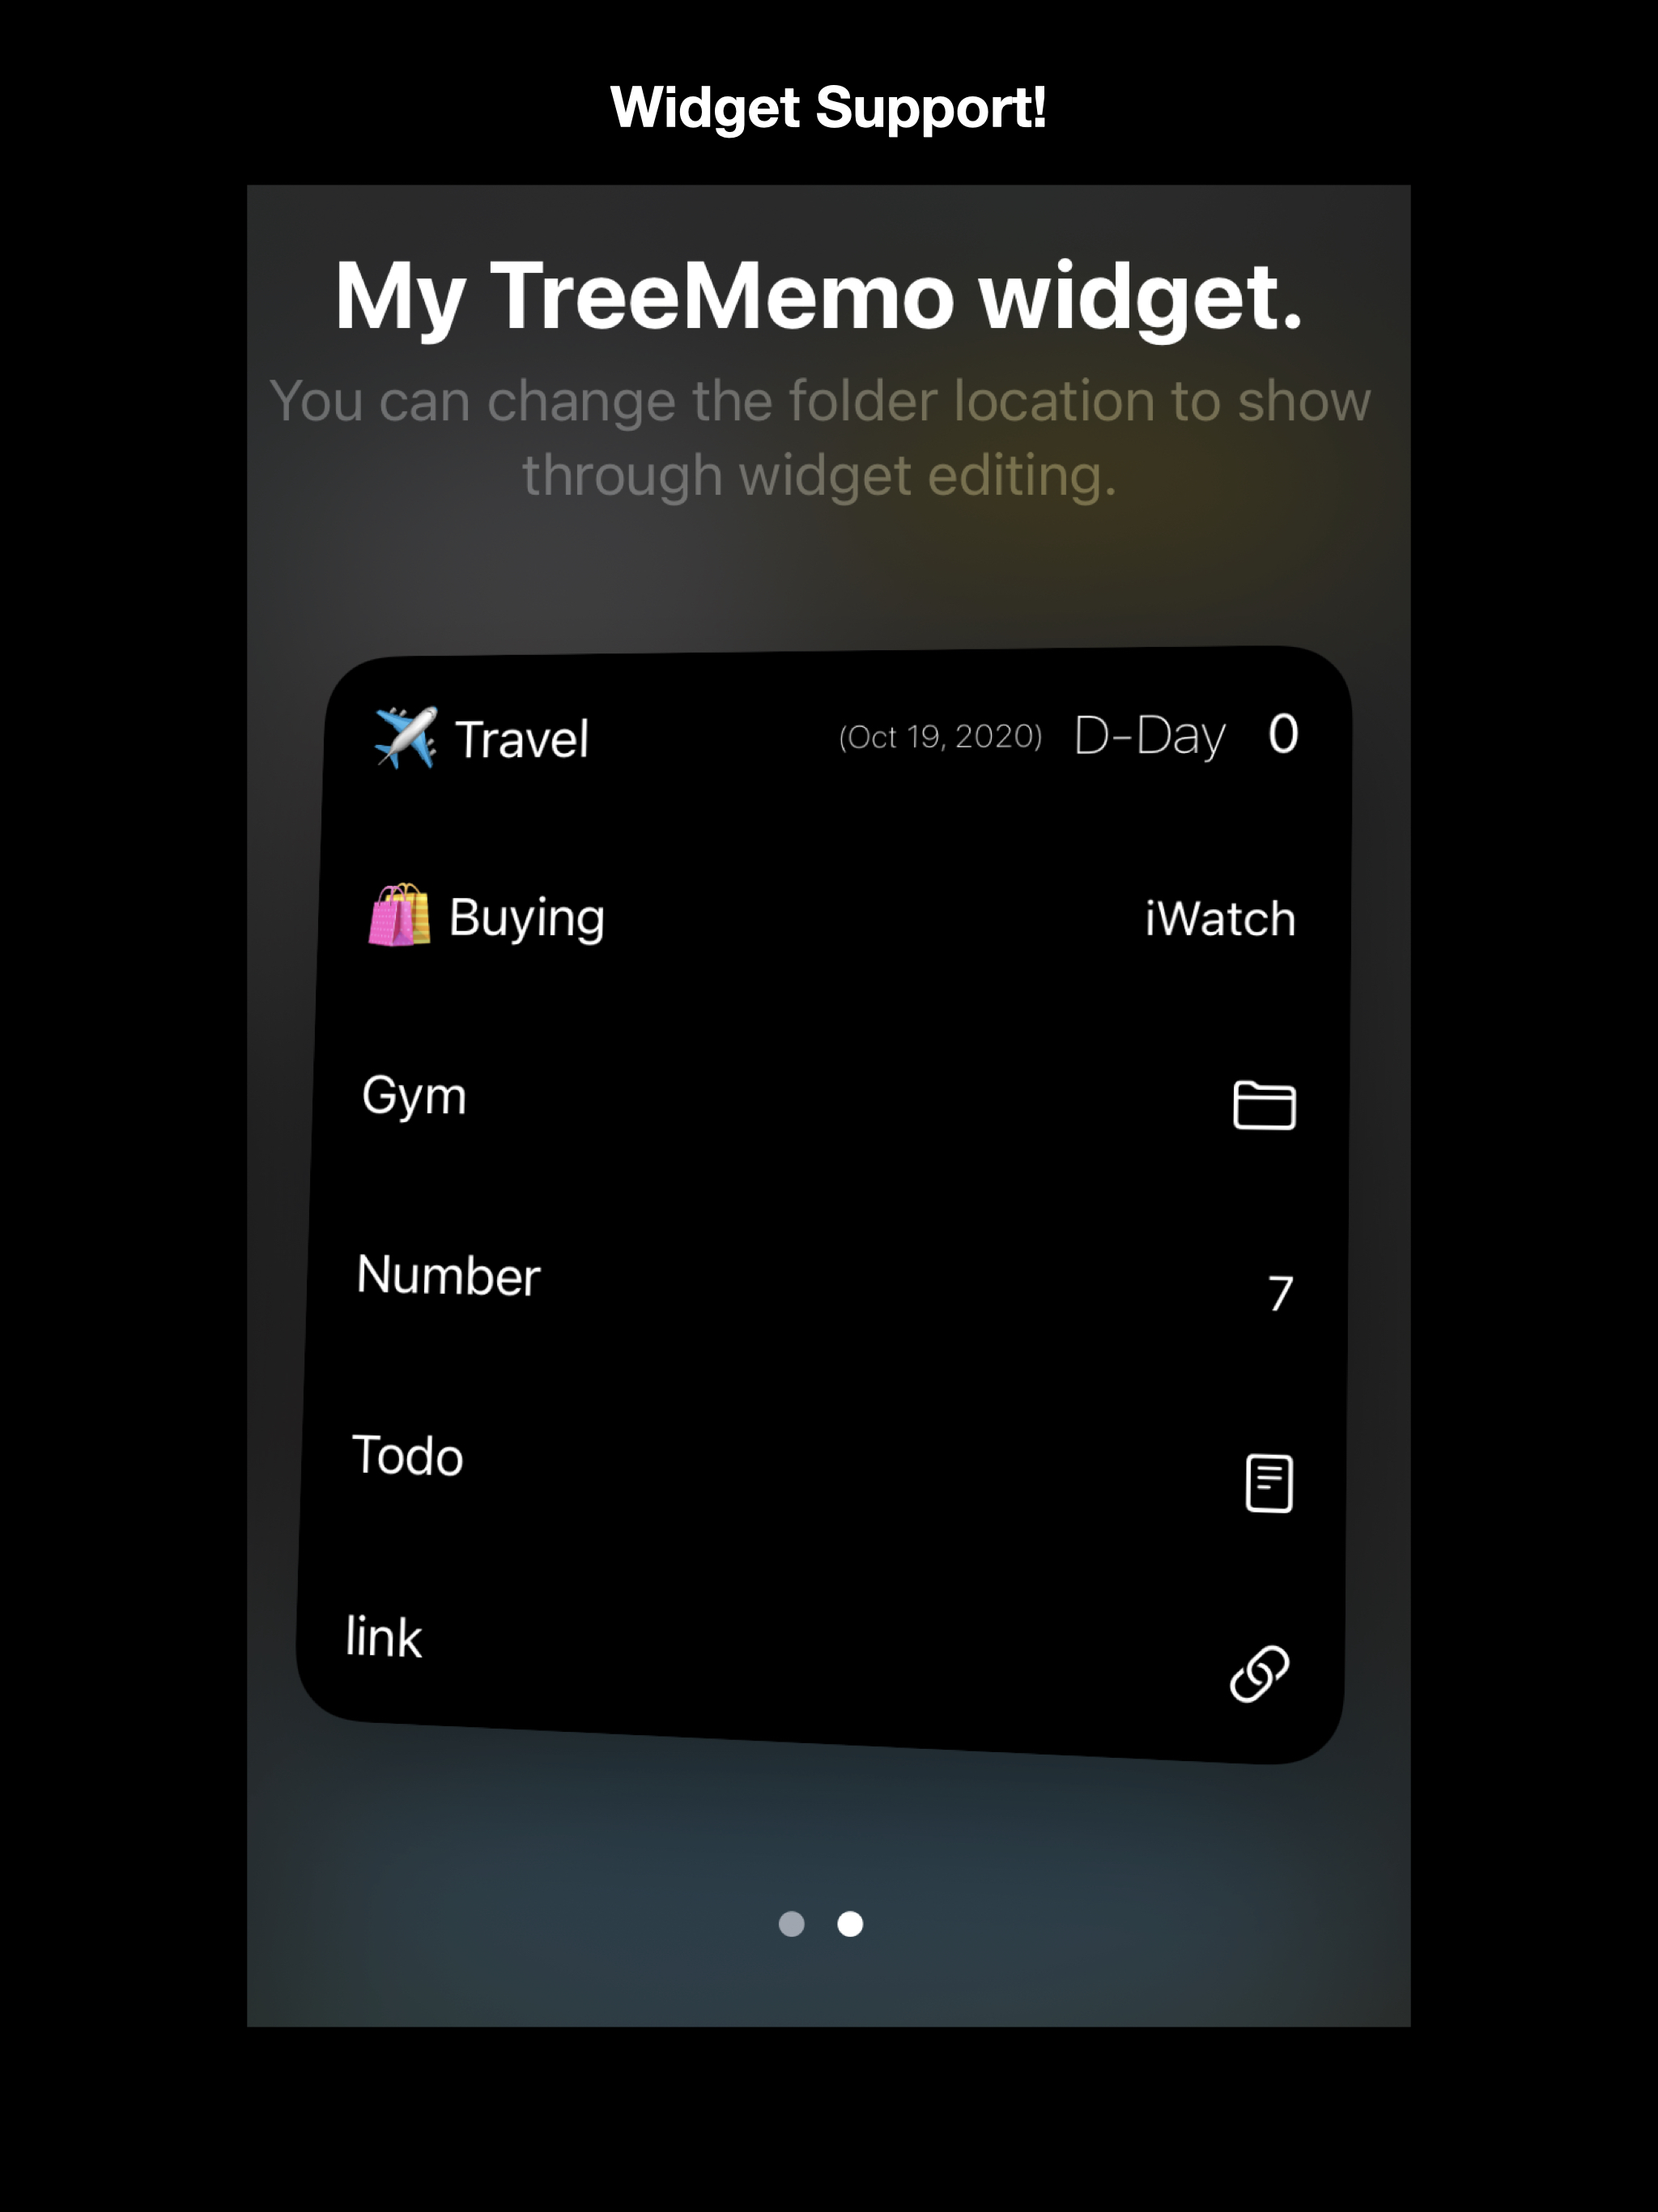 Widget Support!
My TreeMemo widget.
You can change the folder location to show
through widget editing.
✈️ Travel (Oct 19, 2020) D-Day 0
🛍️ Buying iWatch
Gym
Number 7
Todo
link